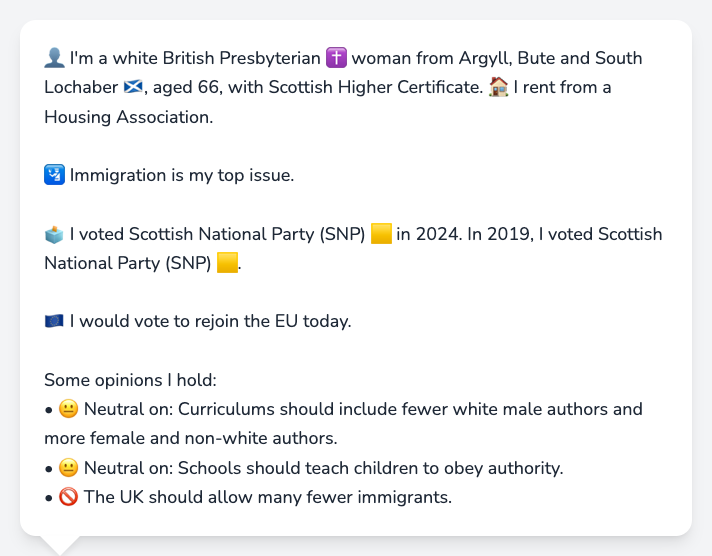 👤 I'm a white British Presbyterian ✝️ woman from Argyll, Bute and South
Lochaber 🏴󠁧󠁢󠁳󠁣󠁴󠁿, aged 66, with Scottish Higher Certificate. 🏠 I rent from a
Housing Association.
🛂 Immigration is my top issue.
🗳️ I voted Scottish National Party (SNP) 🟨 in 2024. In 2019, I voted Scottish
National Party (SNP) 🟨.
🇪🇺 I would vote to rejoin the EU today.
Some opinions I hold:
• 😐 Neutral on: Curriculums should include fewer white male authors and
more female and non-white authors.
• 😐 Neutral on: Schools should teach children to obey authority.
• 🚫 The UK should allow many fewer immigrants.